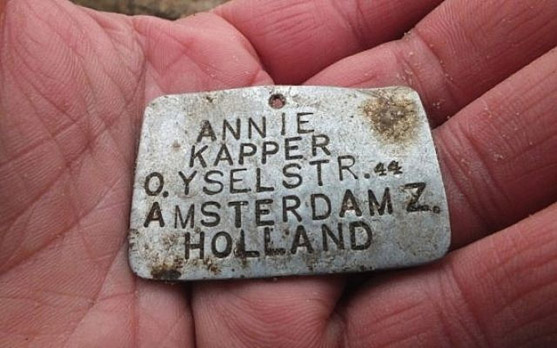 ANNIE
KAPPER
O. YSELSTR. 44
AMSTERDAM Z.
HOLLAND